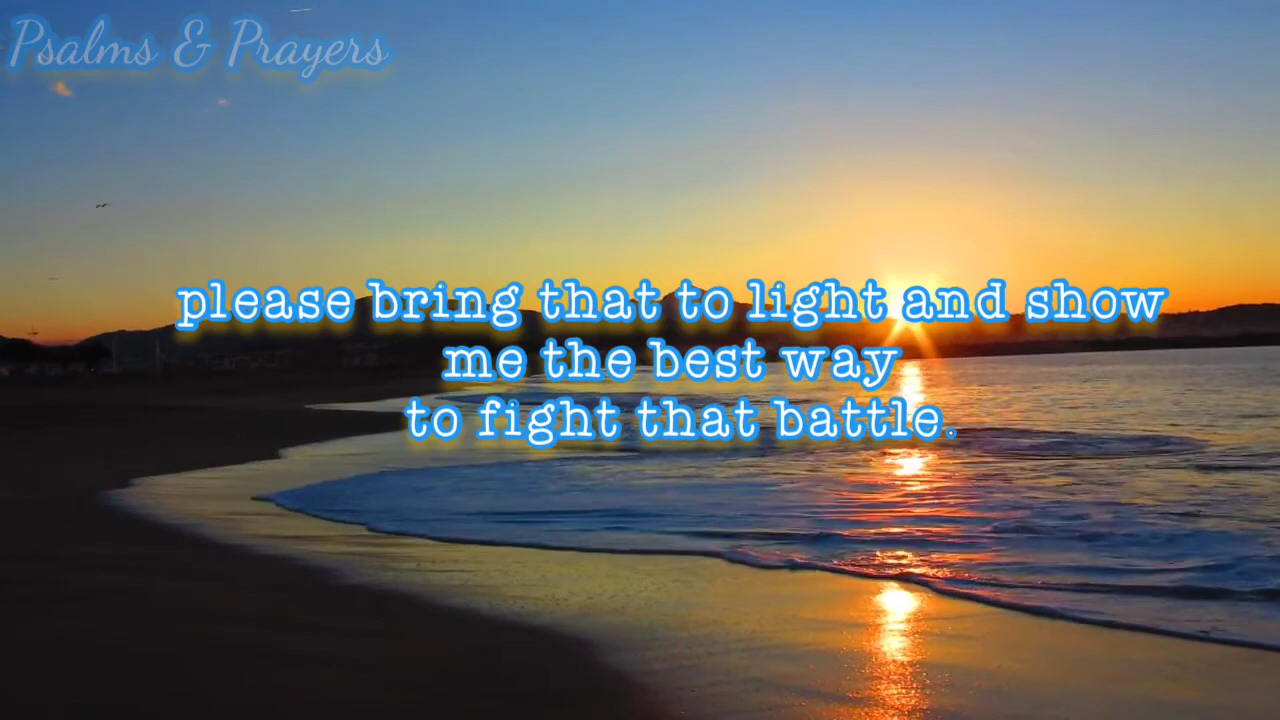 Psalms & Prayers
please bring that to light and show
me the best way
to fight that battle.